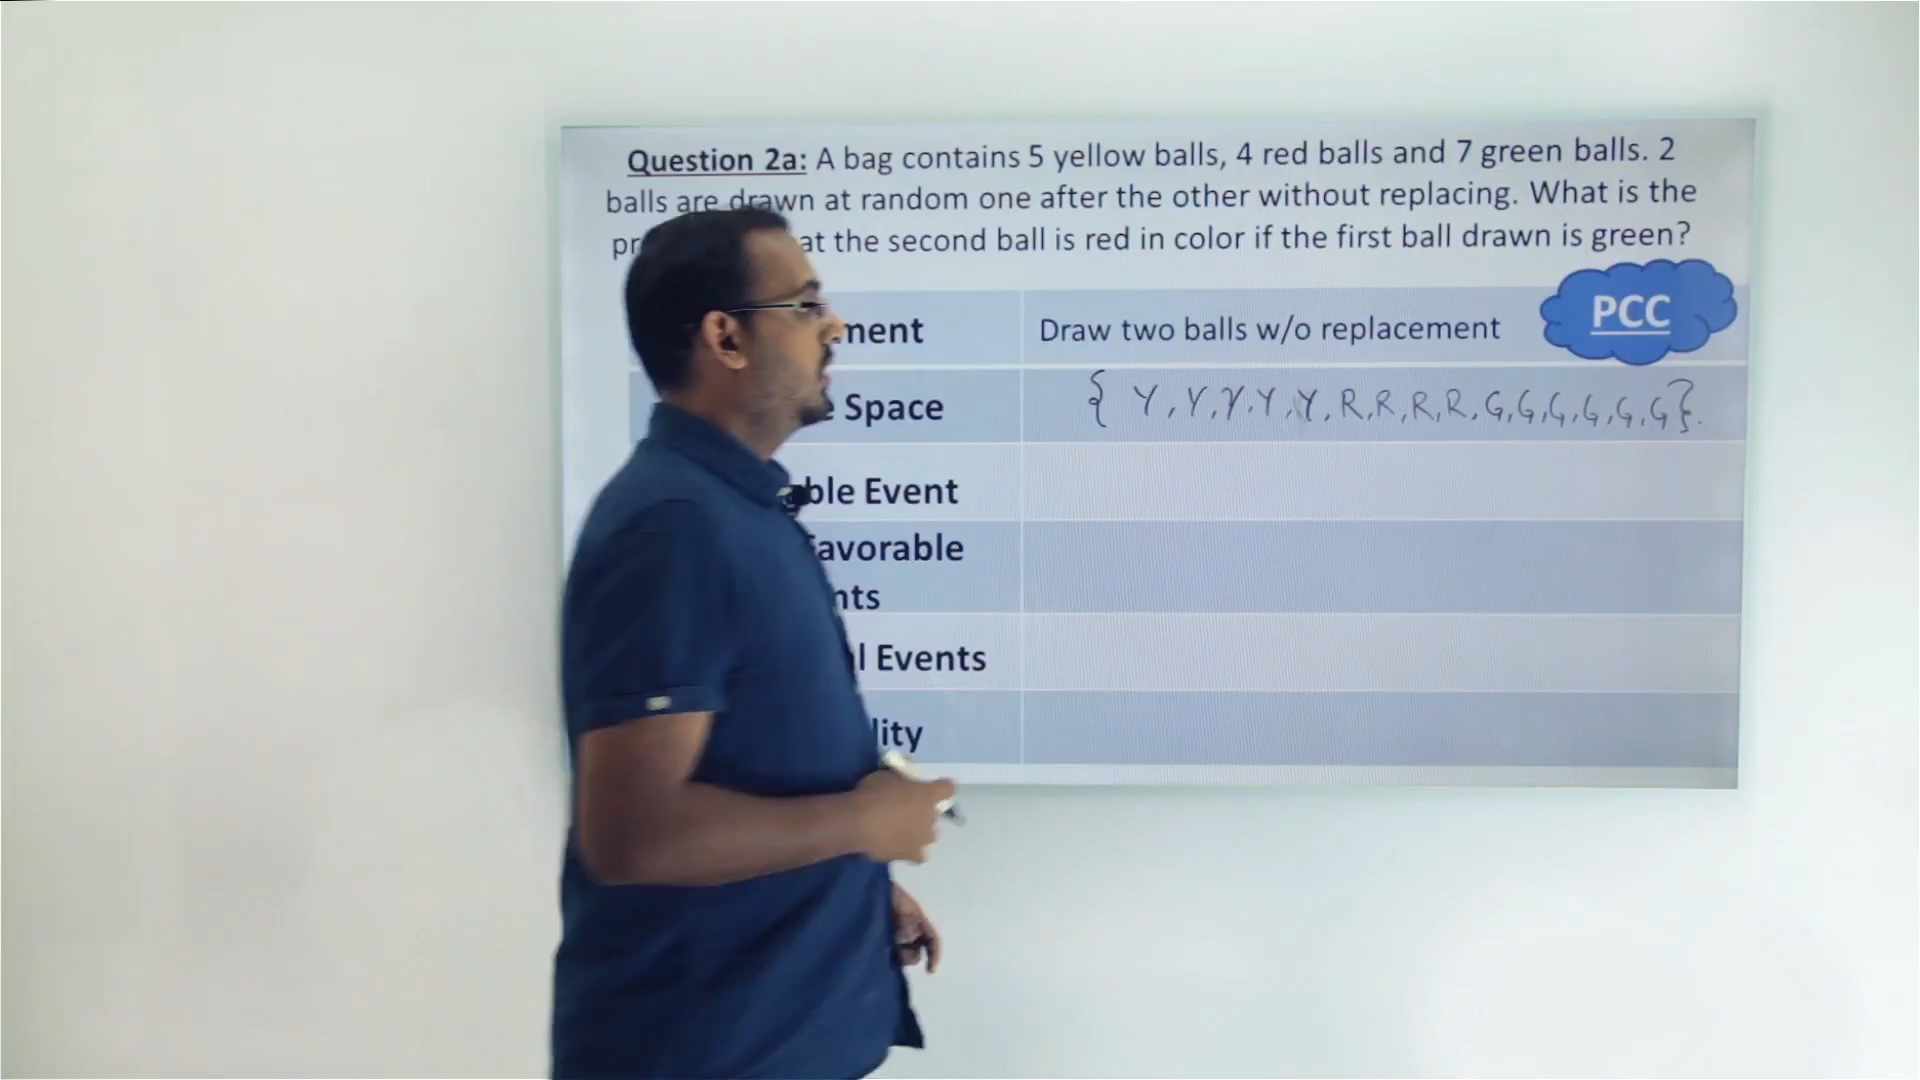 Question 2a: A bag contains 5 yellow balls, 4 red balls and 7 green balls. 2
balls are drawn at random one after the other without replacing. What is the
at the second ball is red in color if the first ball drawn is green?
PCC
ment Draw two balls w/o replacement
Space { Y, Y, Y, Y, Y, R, R, R, R, G, G, G, G, G, G }.
ble Event
avorable
nts
l Events
lity